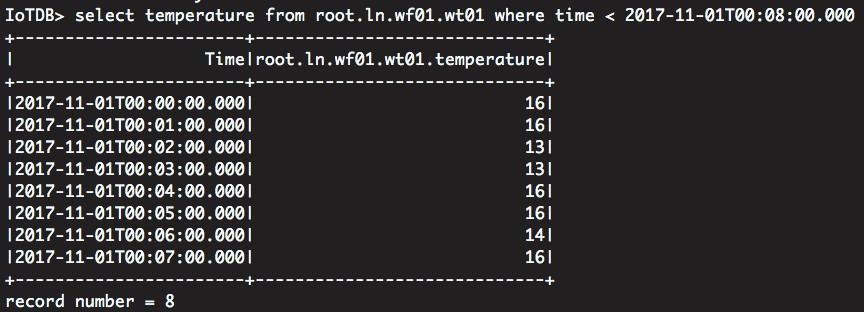 IoTDB> select temperature from root.ln.wf01.wt01 where time < 2017-11-01T00:08:00.000
+-----------------------+----------------------------+
|                   Time|root.ln.wf01.wt01.temperature|
+-----------------------+----------------------------+
|2017-11-01T00:00:00.000|                          16|
|2017-11-01T00:01:00.000|                          16|
|2017-11-01T00:02:00.000|                          13|
|2017-11-01T00:03:00.000|                          13|
|2017-11-01T00:04:00.000|                          16|
|2017-11-01T00:05:00.000|                          16|
|2017-11-01T00:06:00.000|                          14|
|2017-11-01T00:07:00.000|                          16|
+-----------------------+----------------------------+
record number = 8